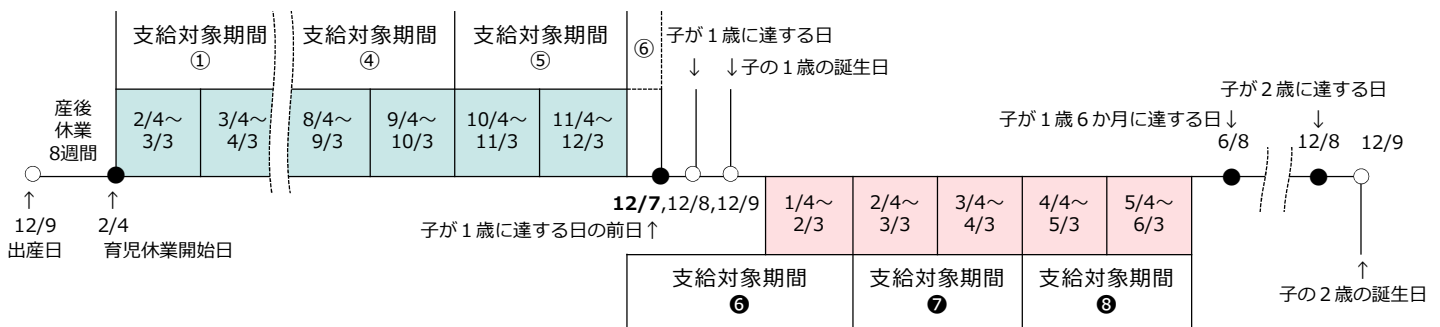 支給対象期間
①
支給対象期間
④
支給対象期間
⑤
⑥
子が１歳に達する日
↓
↓子の１歳の誕生日
産後
休業
8週間
2/4～
3/3
3/4～
4/3
8/4～
9/3
9/4～
10/3
10/4～
11/3
11/4～
12/3
子が２歳に達する日
子が１歳６か月に達する日↓
↓
6/8
12/8
12/9
↑
12/9
出産日
↑
2/4
育児休業開始日
12/7,12/8,12/9
子が１歳に達する日の前日↑
1/4～
2/3
2/4～
3/3
3/4～
4/3
4/4～
5/3
5/4～
6/3
支給対象期間
❻
支給対象期間
❼
支給対象期間
❽
↑
子の２歳の誕生日